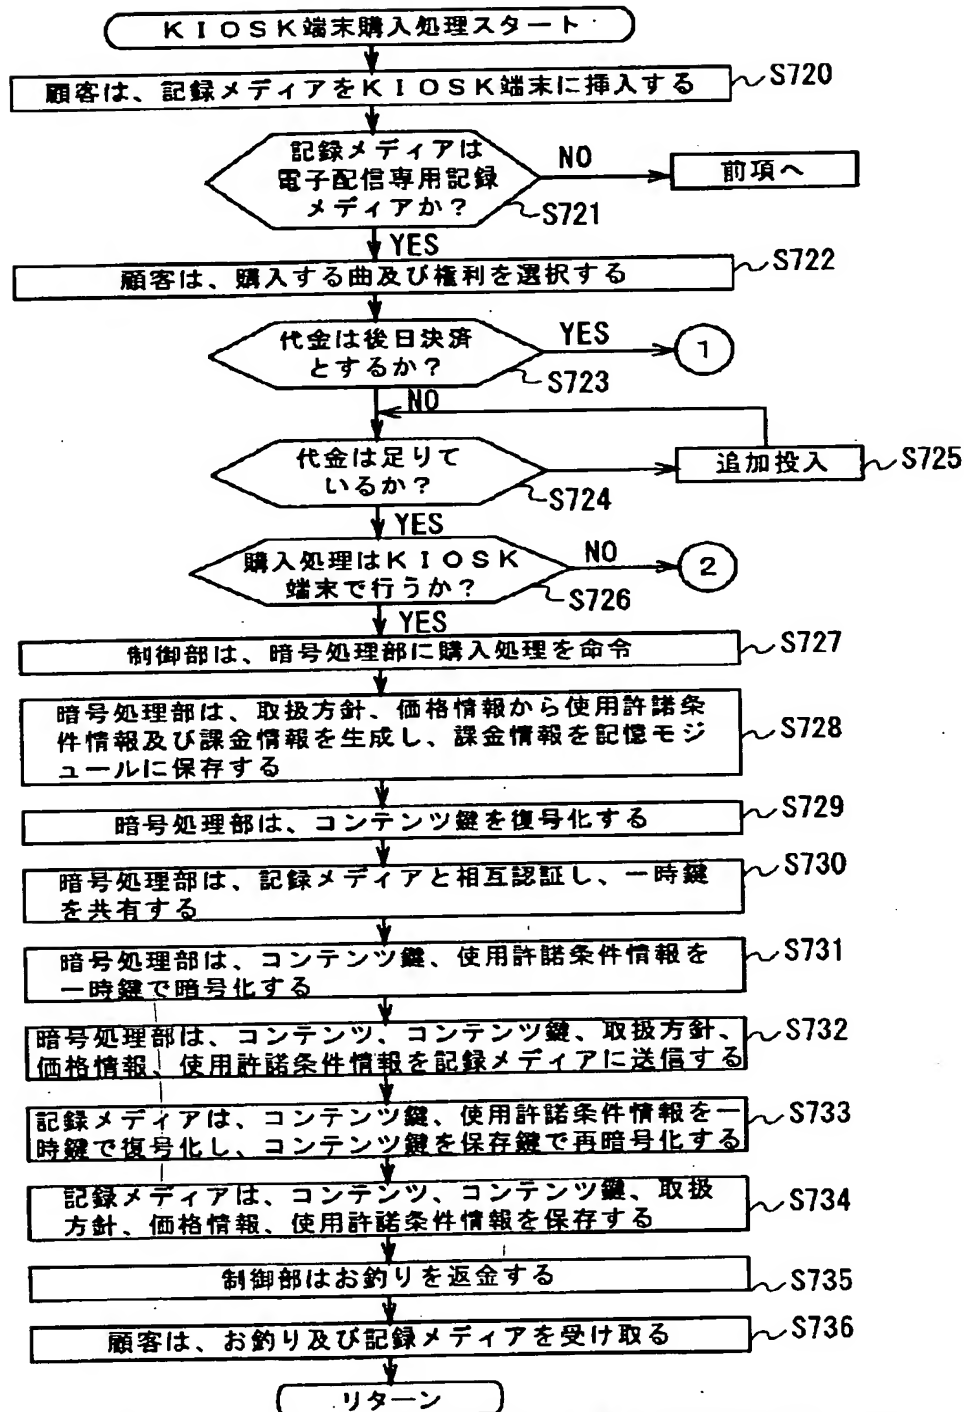 KIOSK端末購入処理スタート
顧客は、記録メディアをKIOSK端末に挿入する
S720
記録メディアは
電子配信専用記録
メディアか?
NO
前項へ
S721
YES
顧客は、購入する曲及び権利を選択する
S722
代金は後日決済
とするか?
YES
1
S723
NO
代金は足りて
いるか?
追加投入
S725
S724
YES
購入処理はKIOSK
端末で行うか?
NO
2
S726
YES
制御部は、暗号処理部に購入処理を命令
S727
暗号処理部は、取扱方針、価格情報から使用許諾条
件情報及び課金情報を生成し、課金情報を記憶モジ
ュールに保存する
S728
暗号処理部は、コンテンツ鍵を復号化する
S729
暗号処理部は、記録メディアと相互認証し、一時鍵
を共有する
S730
暗号処理部は、コンテンツ鍵、使用許諾条件情報を
一時鍵で暗号化する
S731
暗号処理部は、コンテンツ、コンテンツ鍵、取扱方針、
価格情報、使用許諾条件情報を記録メディアに送信する
S732
記録メディアは、コンテンツ鍵、使用許諾条件情報を一
時鍵で復号化し、コンテンツ鍵を保存鍵で再暗号化する
S733
記録メディアは、コンテンツ、コンテンツ鍵、取扱
方針、価格情報、使用許諾条件情報を保存する
S734
制御部はお釣りを返金する
S735
顧客は、お釣り及び記録メディアを受け取る
S736
リターン